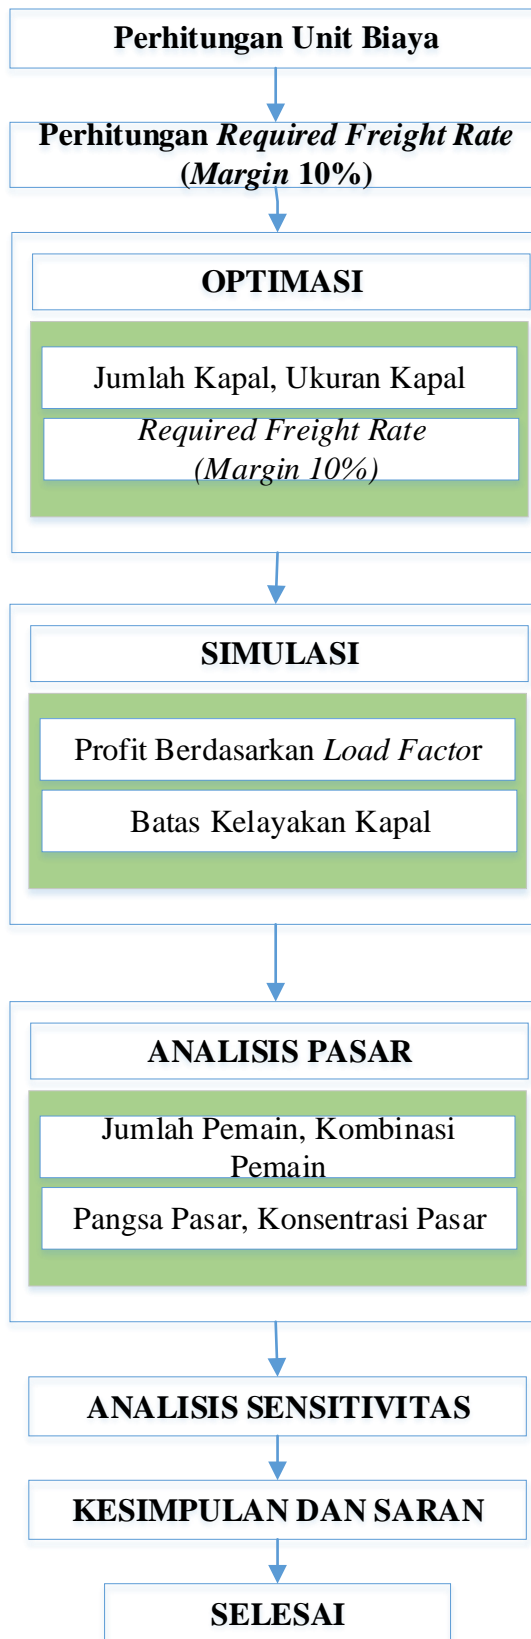 Perhitungan Unit Biaya
Perhitungan Required Freight Rate
(Margin 10%)
OPTIMASI
Jumlah Kapal, Ukuran Kapal
Required Freight Rate
(Margin 10%)
SIMULASI
Profit Berdasarkan Load Factor
Batas Kelayakan Kapal
ANALISIS PASAR
Jumlah Pemain, Kombinasi
Pemain
Pangsa Pasar, Konsentrasi Pasar
ANALISIS SENSITIVITAS
KESIMPULAN DAN SARAN
SELESAI